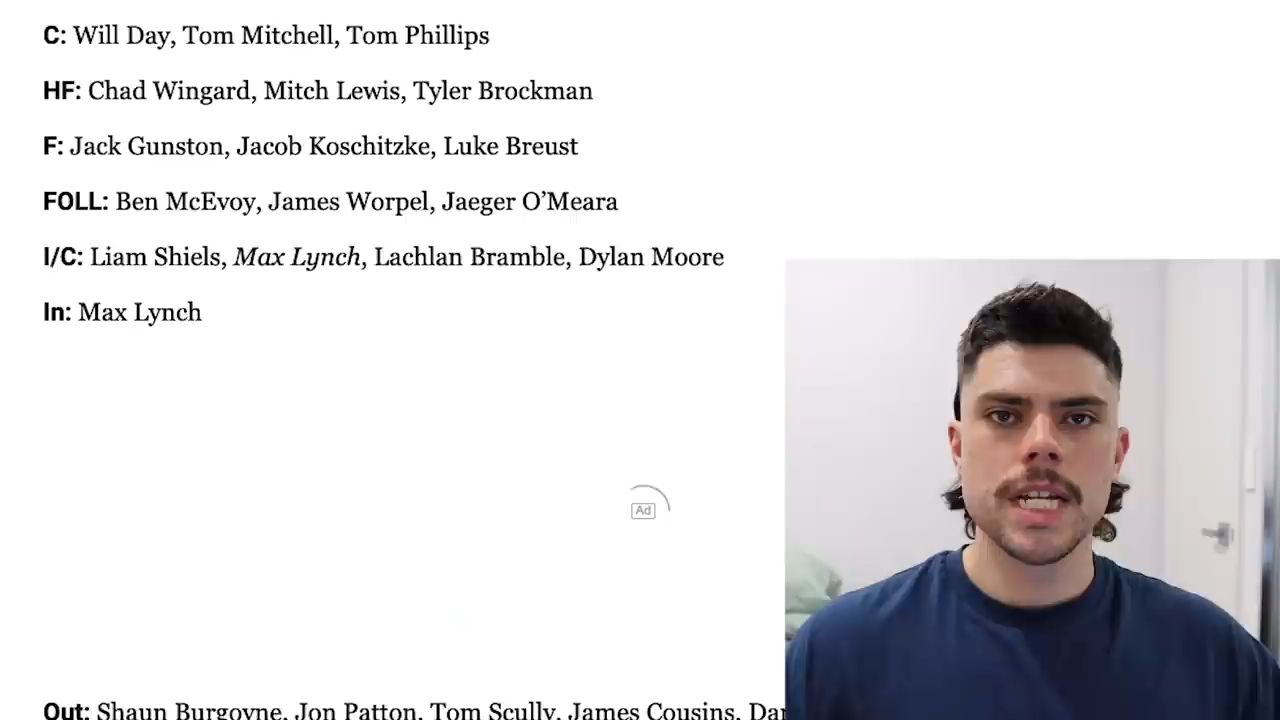 C: Will Day, Tom Mitchell, Tom Phillips
HF: Chad Wingard, Mitch Lewis, Tyler Brockman
F: Jack Gunston, Jacob Koschitzke, Luke Breust
FOLL: Ben McEvoy, James Worpel, Jaeger O’Meara
I/C: Liam Shiels, Max Lynch, Lachlan Bramble, Dylan Moore
In: Max Lynch
Ad
Out: Shaun Burgoyne, Jon Patton, Tom Scully, James Cousins,